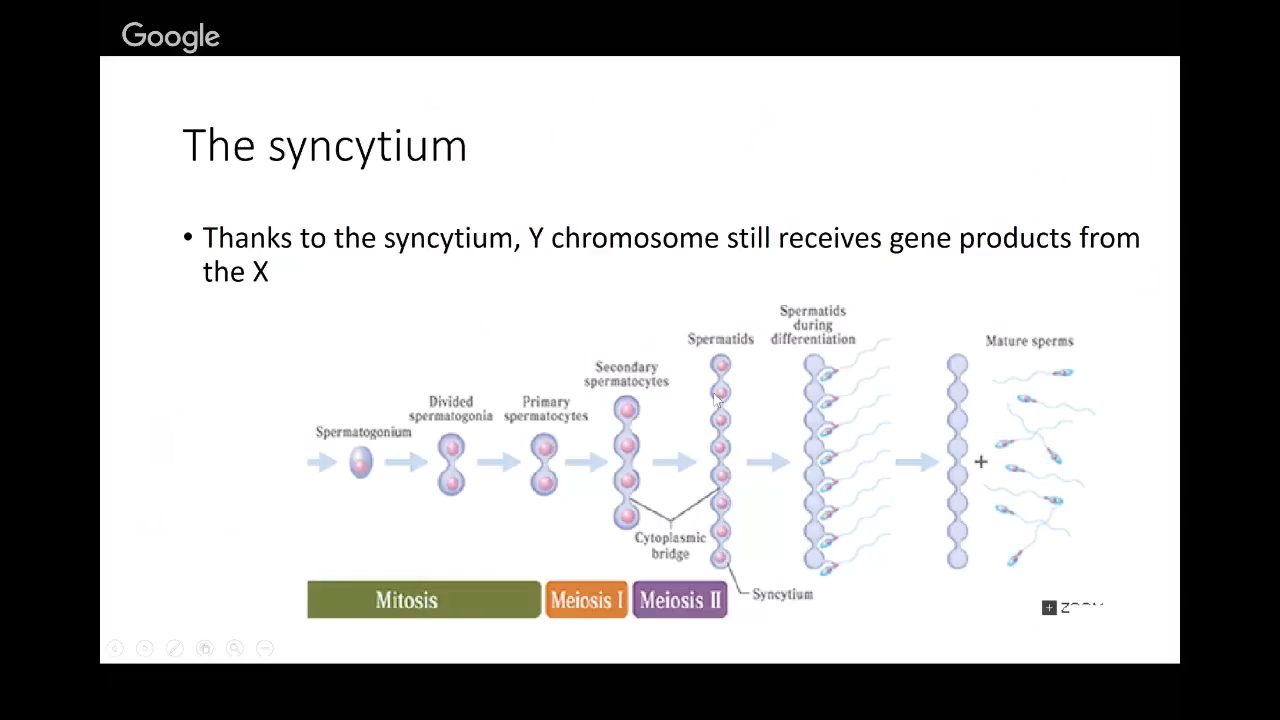 Google
The syncytium
• Thanks to the syncytium, Y chromosome still receives gene products from
the X
Spermatogonium
Divided
spermatogonia
Primary
spermatocytes
Secondary
spermatocytes
Spermatids
Spermatids
during
differentiation
Mature sperms
+
Cytoplasmic
bridge
Syncytium
Mitosis
Meiosis I
Meiosis II